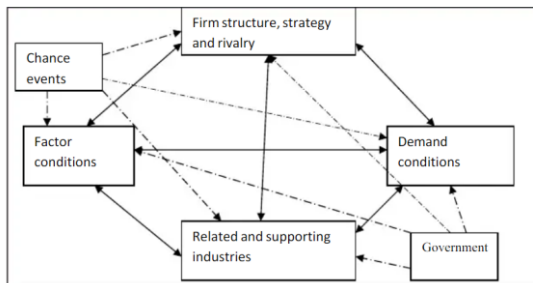 Firm structure, strategy
and rivalry
Chance
events
Factor
conditions
Demand
conditions
Related and supporting
industries
Government